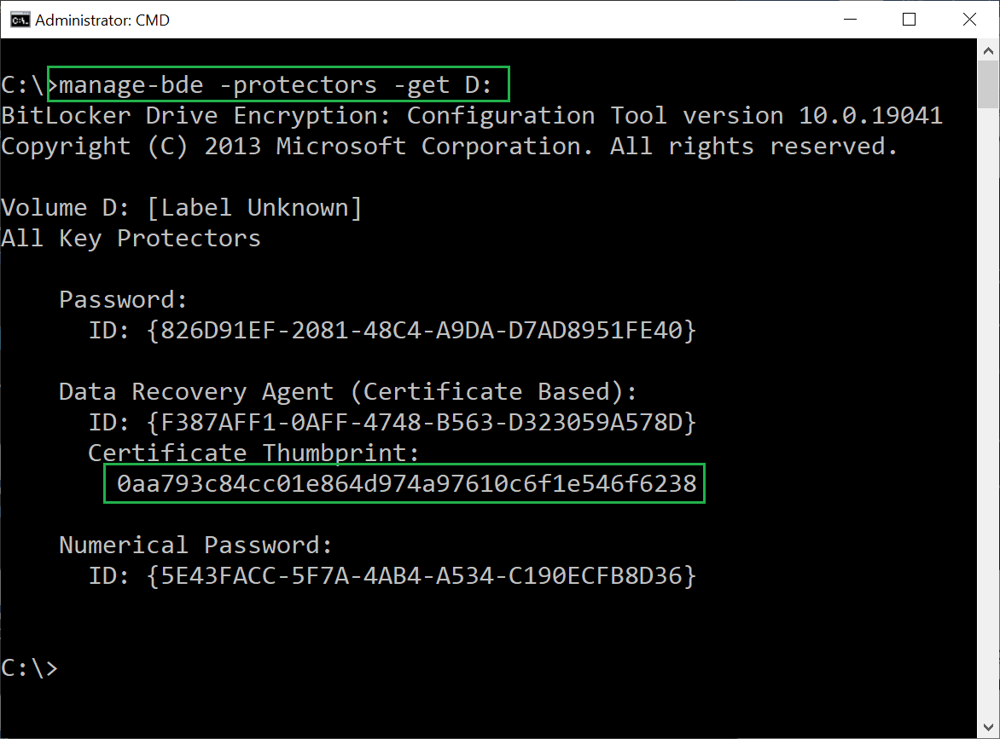 Administrator: CMD
C:\>manage-bde -protectors -get D:
BitLocker Drive Encryption: Configuration Tool version 10.0.19041
Copyright (C) 2013 Microsoft Corporation. All rights reserved.
Volume D: [Label Unknown]
All Key Protectors
Password:
ID: {826D91EF-2081-48C4-A9DA-D7AD8951FE40}
Data Recovery Agent (Certificate Based):
ID: {F387AFF1-0AFF-4748-B563-D323059A578D}
Certificate Thumbprint:
0aa793c84cc01e864d974a97610c6f1e546f6238
Numerical Password:
ID: {5E43FACC-5F7A-4AB4-A534-C190ECFB8D36}
C:\>